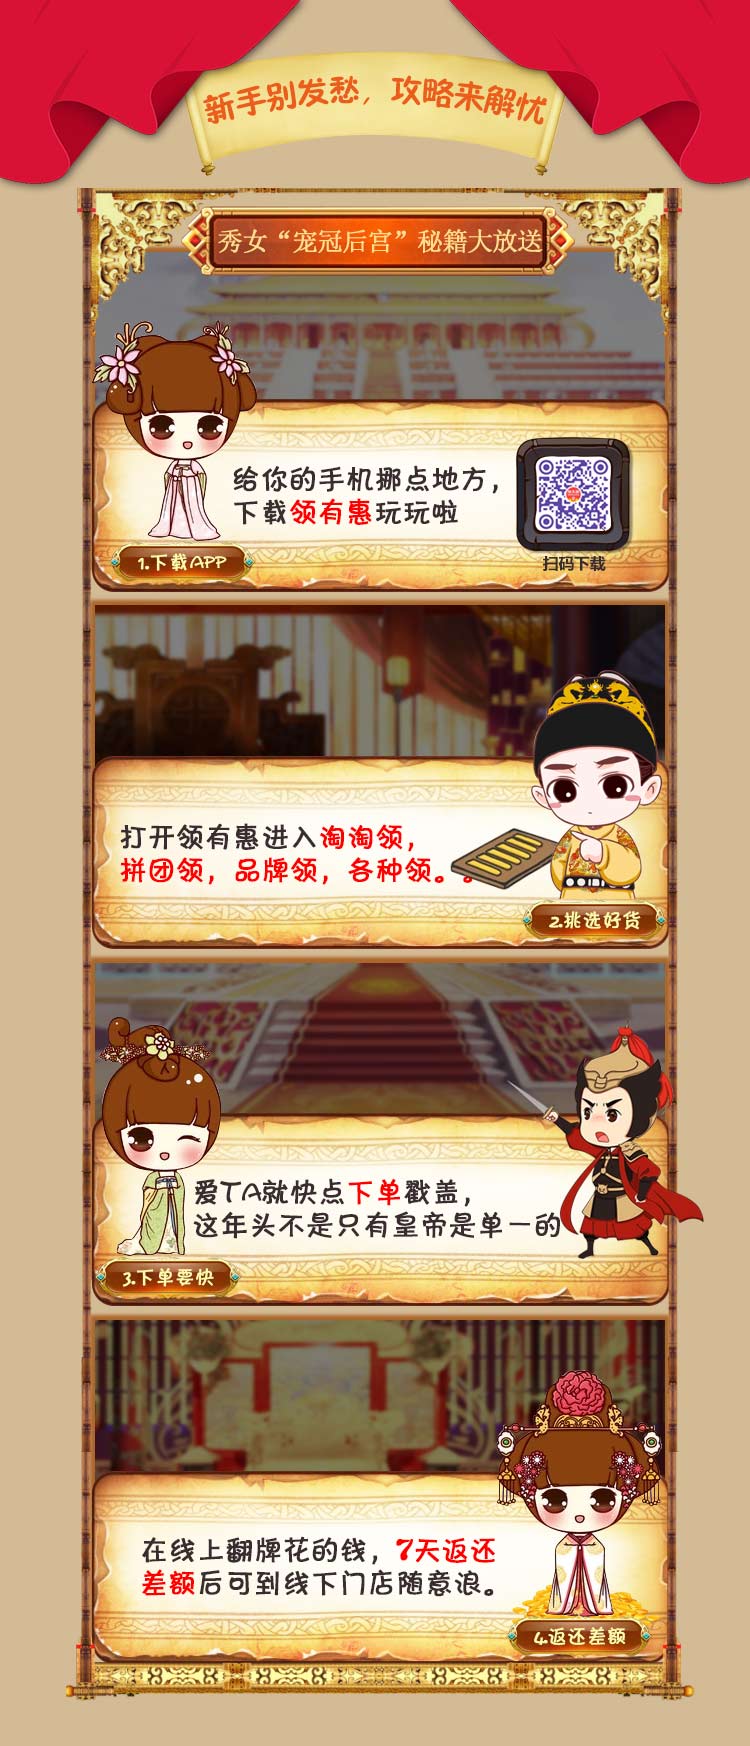 新手别发愁，攻略来解忧
秀女“宠冠后宫”秘籍大放送
给你的手机挪点地方，
下载领有惠玩玩啦
扫码下载
1.下载APP
打开领有惠进入淘淘领，
拼团领，品牌领，各种领。。
2.挑选好货
爱TA就快点下单戳盖，
这年头不是只有皇帝是单一的
3.下单要快
在线上翻牌花的钱，7天返还
差额后可到线下门店随意浪。
4.返还差额